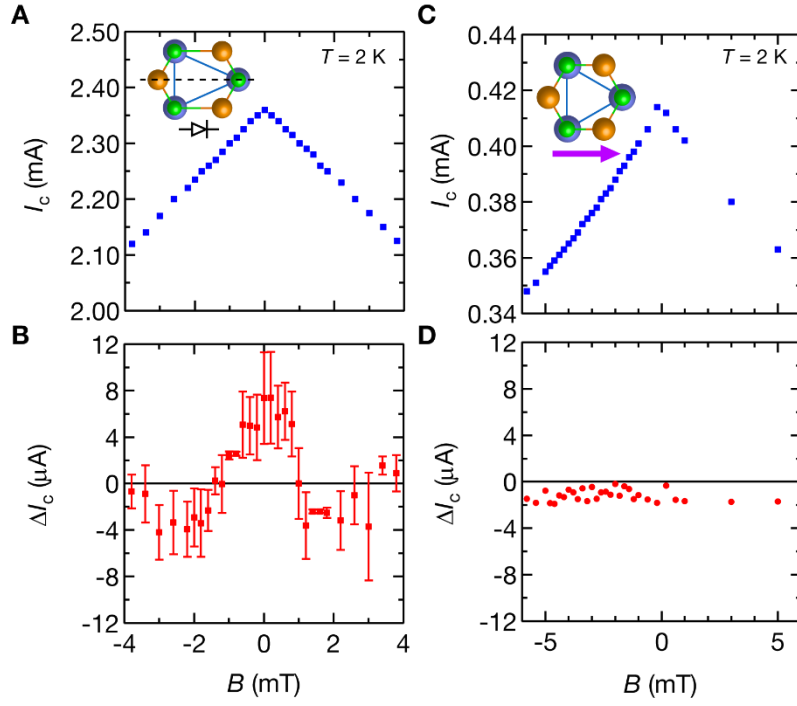 A
2.50
2.40
2.30
2.20
2.10
2.00
I_c (mA)
T = 2 K
B
12
8
4
0
-4
-8
-12
ΔI_c (μA)
-4 -2 0 2 4
B (mT)
C
0.44
0.42
0.40
0.38
0.36
0.34
I_c (mA)
T = 2 K
D
12
8
4
0
-4
-8
-12
ΔI_c (μA)
-5 0 5
B (mT)